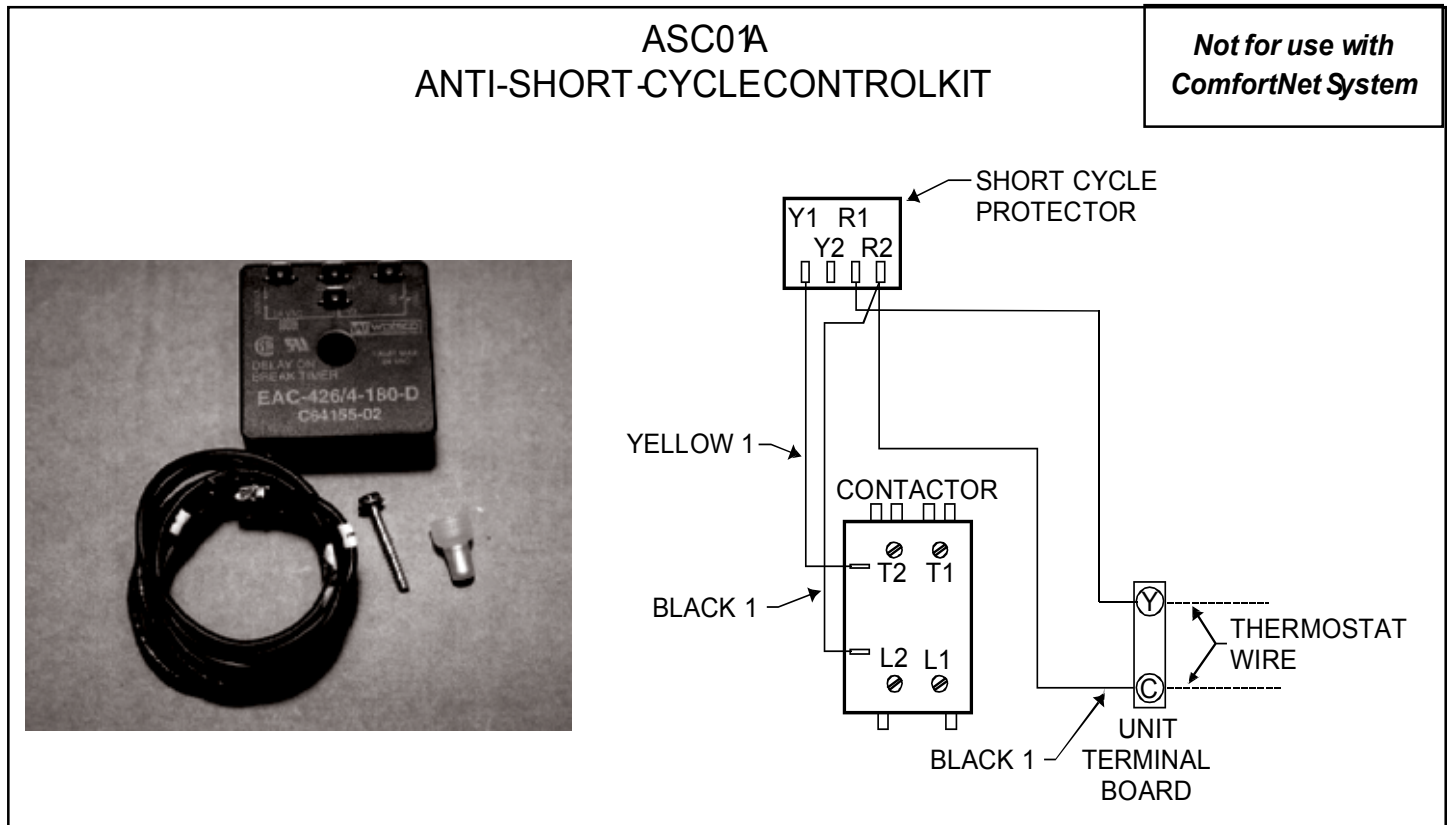 ASC01A
ANTI-SHORT-CYCLECONTROLKIT
Not for use with
ComfortNet System
SHORT CYCLE
PROTECTOR
Y1 R1
Y2 R2
DELAY ON
BREAK TIMER
EAC-426/4-180-D
C64155-02
YELLOW 1
CONTACTOR
T2 T1
BLACK 1
L2 L1
Y
THERMOSTAT
WIRE
C
BLACK 1
UNIT
TERMINAL
BOARD